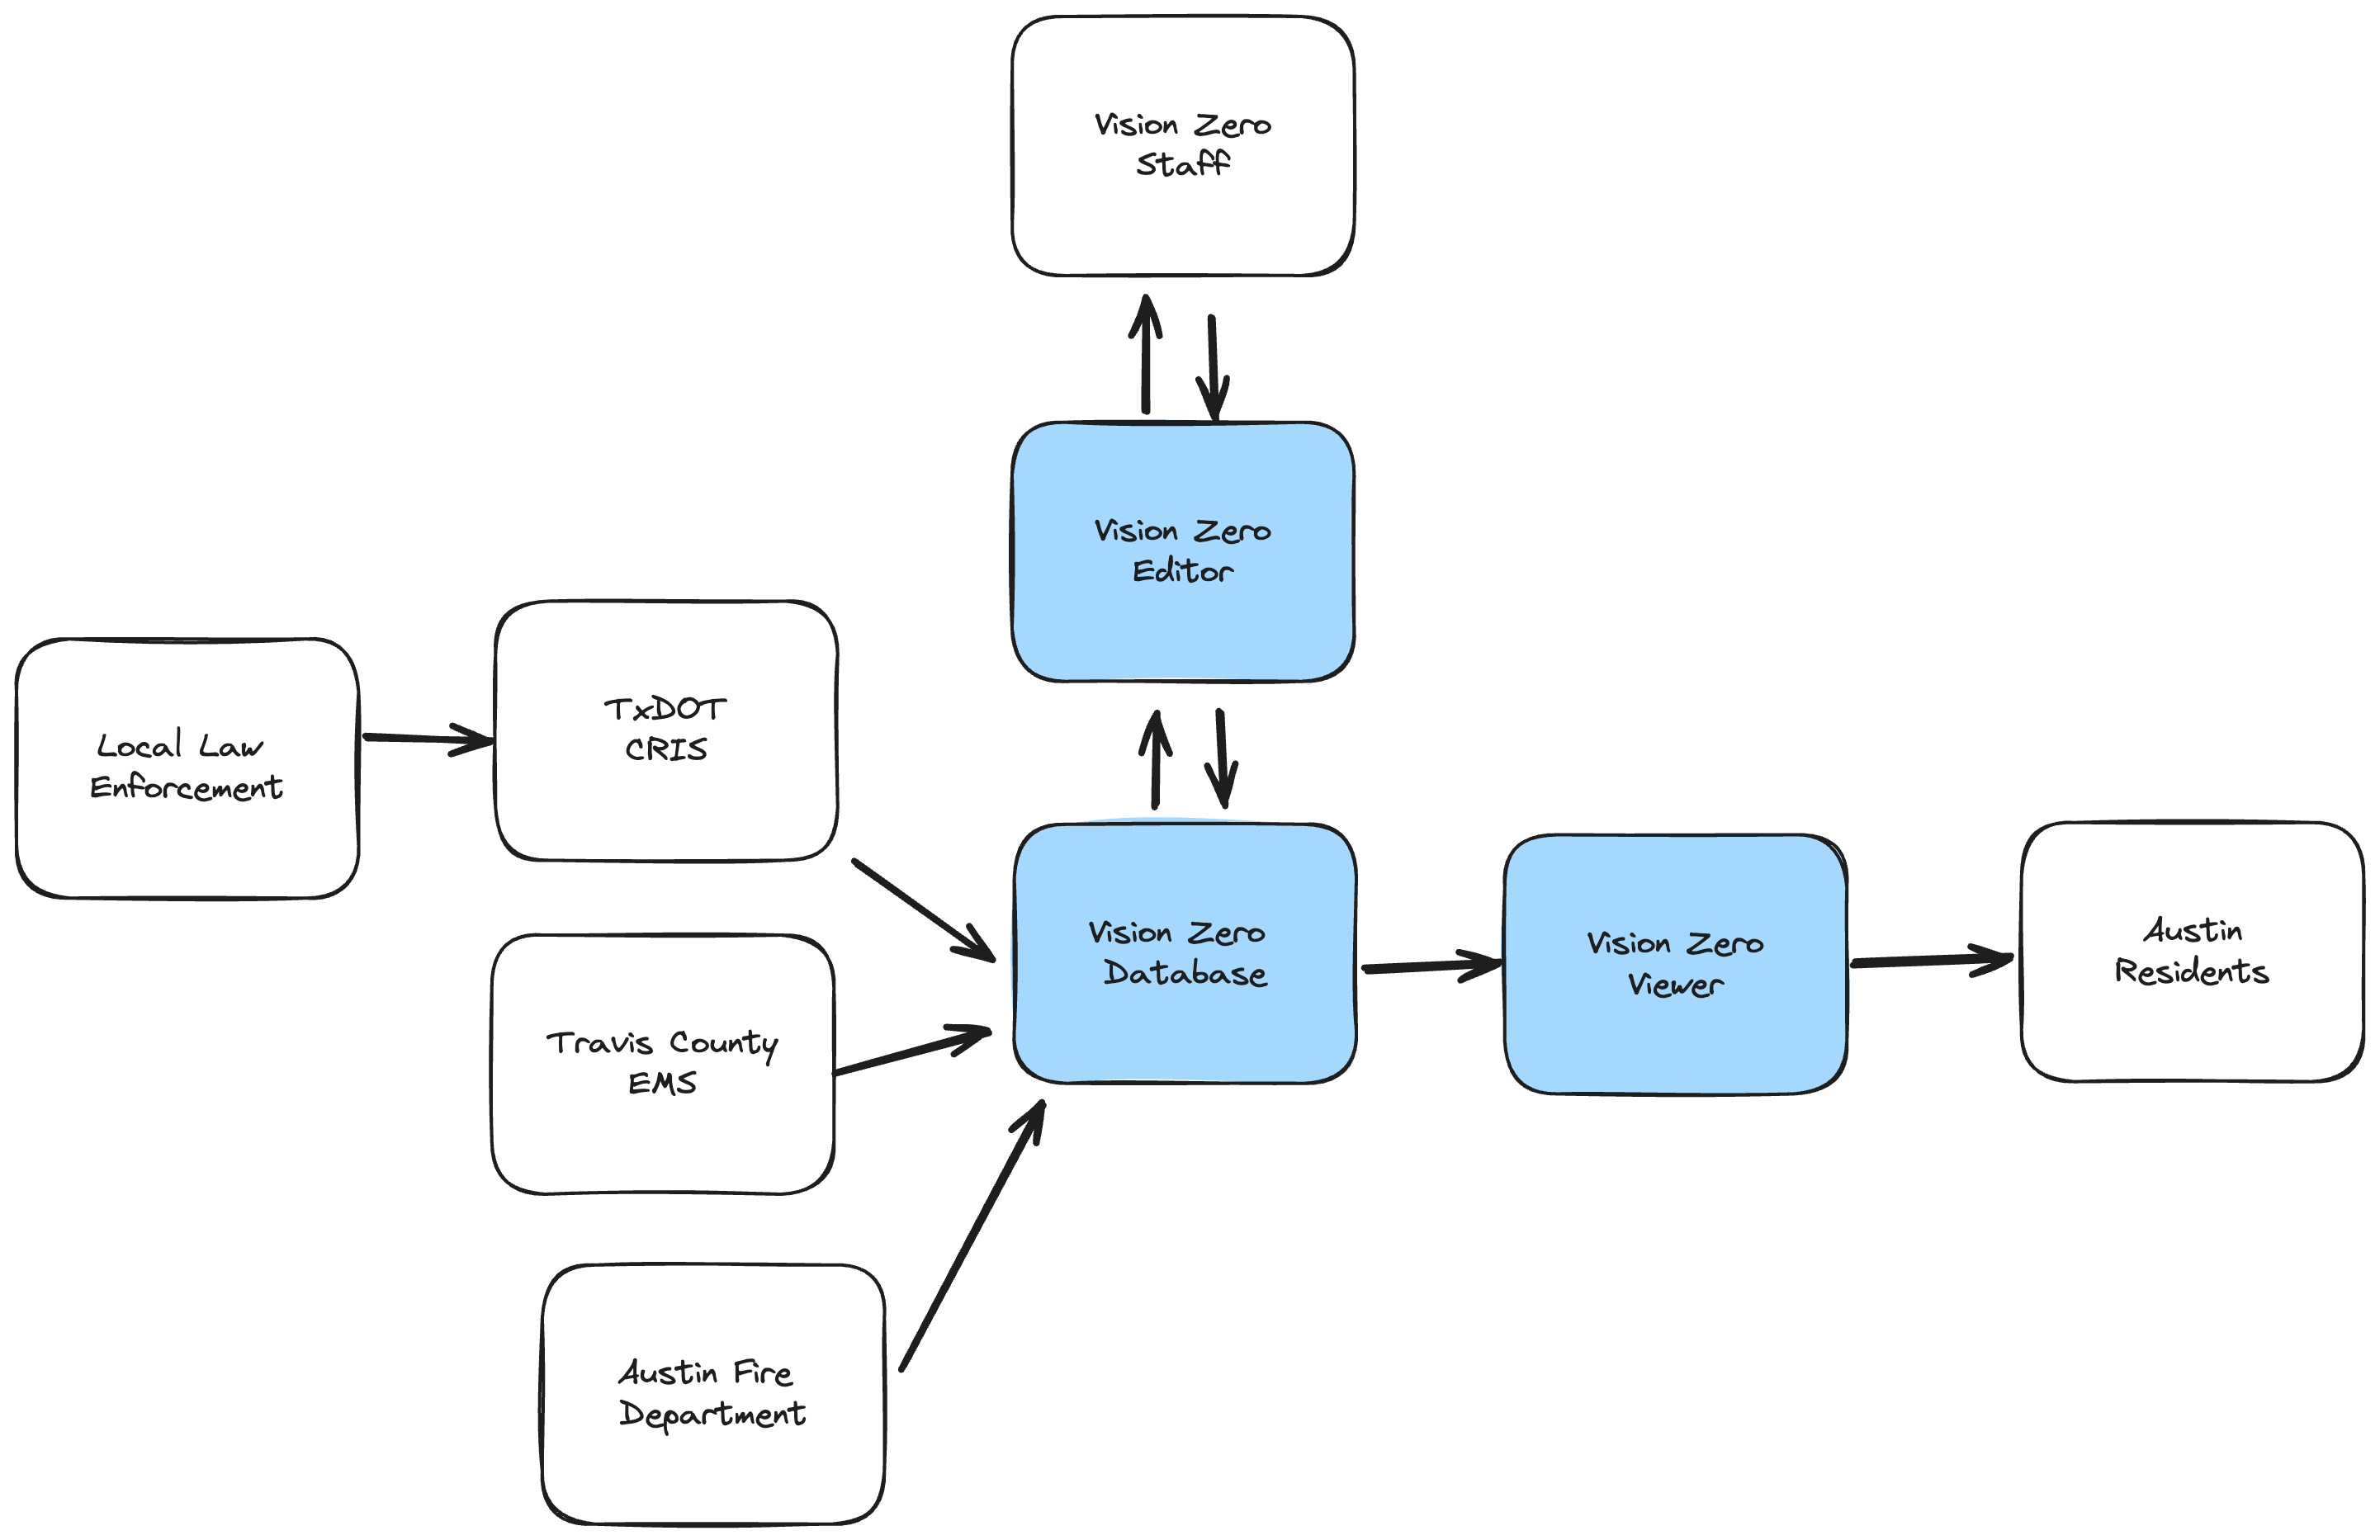 Vision Zero
Staff
Vision Zero
Editor
Local Law
Enforcement
TxDOT
CRIS
Travis County
EMS
Austin Fire
Department
Vision Zero
Database
Vision Zero
Viewer
Austin
Residents